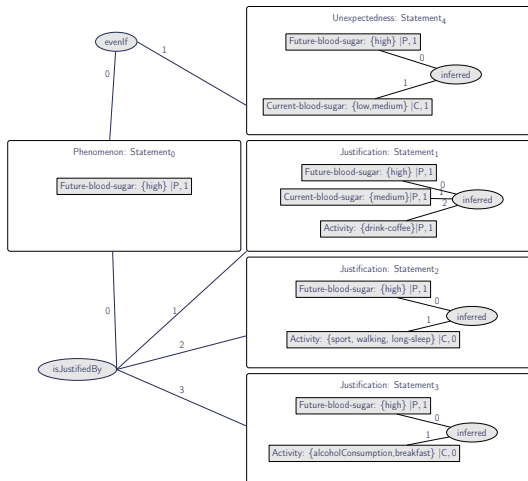 Unexpectedness: Statement₄
Future-blood-sugar: {high} |P, 1
0
inferred
1
Current-blood-sugar: {low,medium} |C, 1
evenIf
1
0
Phenomenon: Statement₀
Future-blood-sugar: {high} |P, 1
Justification: Statement₁
Future-blood-sugar: {high} |P, 1
0
Current-blood-sugar: {medium}|P, 1
1
inferred
2
Activity: {drink-coffee}|P, 1
Justification: Statement₂
Future-blood-sugar: {high} |P, 1
0
inferred
1
Activity: {sport, walking, long-sleep} |C, 0
0
1
2
isJustifiedBy
3
Justification: Statement₃
Future-blood-sugar: {high} |P, 1
0
inferred
1
Activity: {alcoholConsumption,breakfast} |C, 0